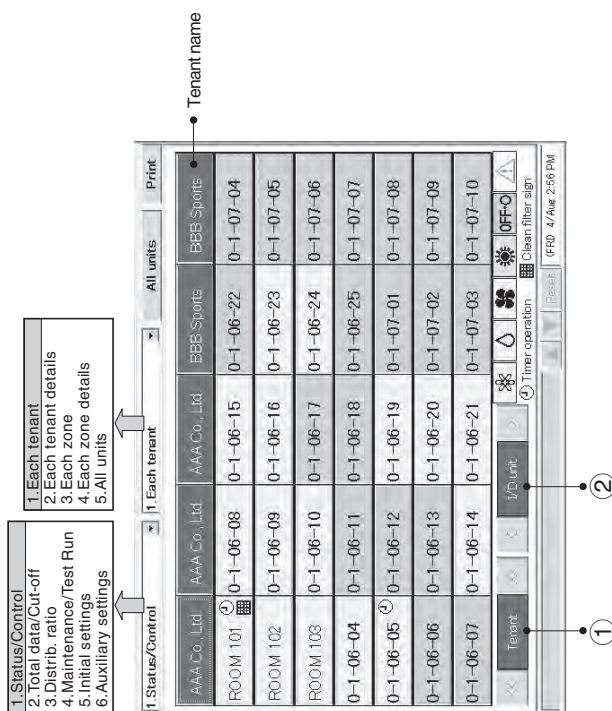 1.Status/Control
2.Total data/Cut-off
3.Distrib. ratio
4.Maintenance/Test Run
5.Initial settings
6.Auxiliary settings
1.Each tenant
2.Each tenant details
3.Each zone
4.Each zone details
5.All units
1.Status/Control 1.Each tenant All units Print
AAA Co., Ltd. AAA Co., Ltd. AAA Co., Ltd. BBB Sports BBB Sports
Tenant name
ROOM 101 0-1-06-08 0-1-06-15 0-1-06-22 0-1-07-04
ROOM 102 0-1-06-09 0-1-06-16 0-1-06-23 0-1-07-05
ROOM 103 0-1-06-10 0-1-06-17 0-1-06-24 0-1-07-06
0-1-06-04 0-1-06-11 0-1-06-18 0-1-06-25 0-1-07-07
0-1-06-05 0-1-06-12 0-1-06-19 0-1-07-01 0-1-07-08
0-1-06-06 0-1-06-13 0-1-06-20 0-1-07-02 0-1-07-09
0-1-06-07 0-1-06-14 0-1-06-21 0-1-07-03 0-1-07-10
Tenant I/D unit OFF
Timer operation Clean filter sign
Reset (FRI) 4/Aug 2:56 PM
① ②